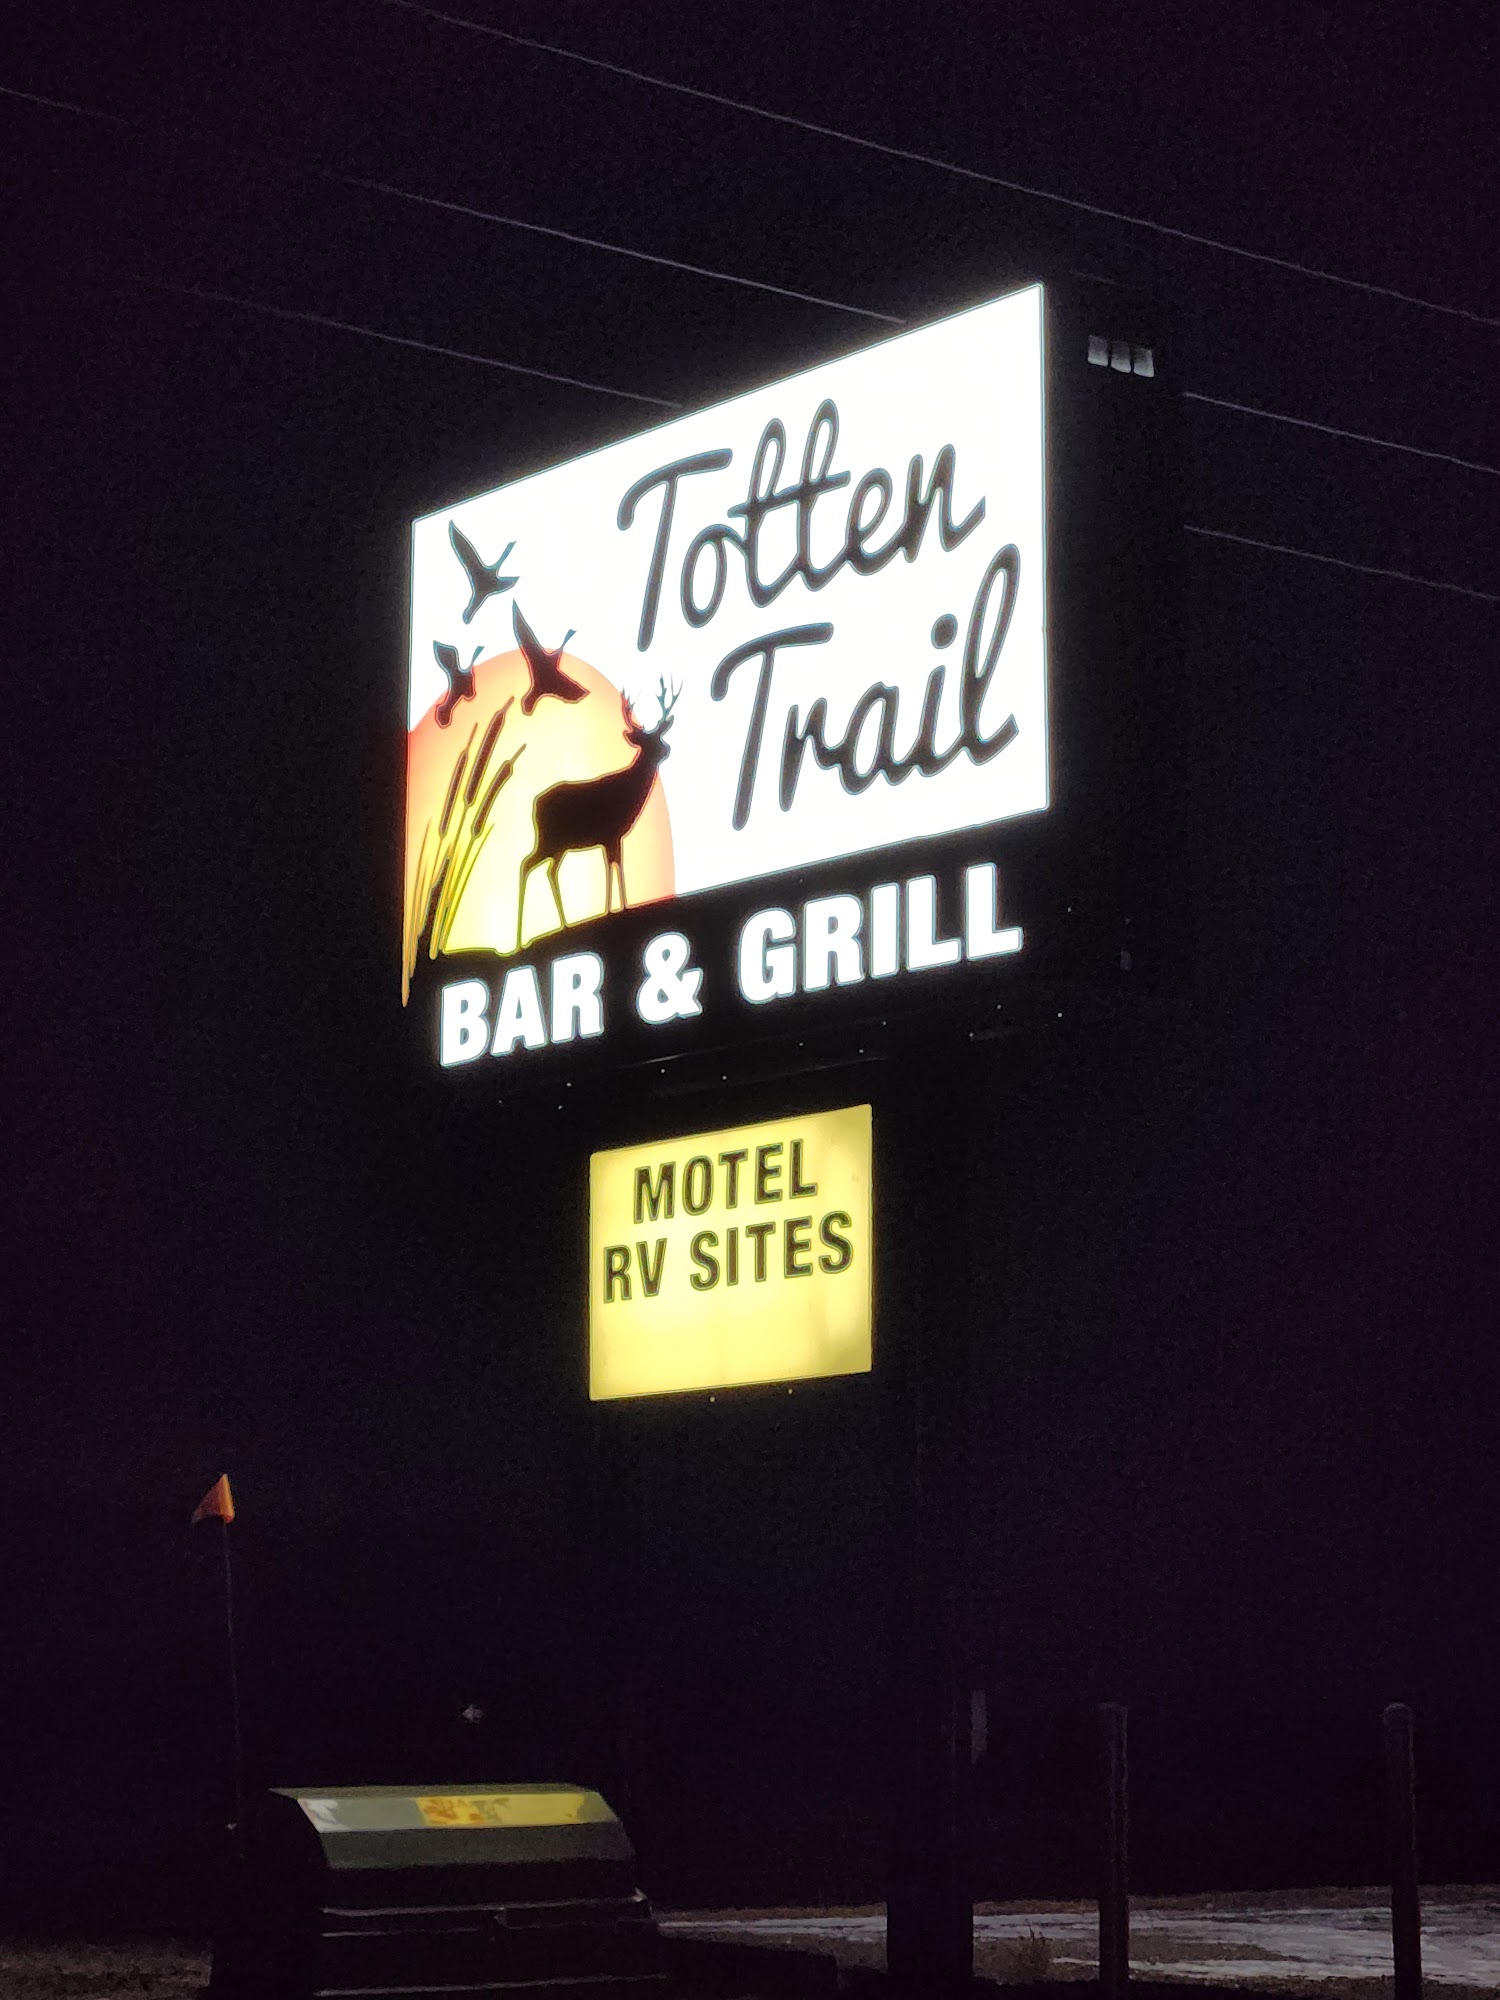 Totten
Trail
BAR & GRILL
MOTEL
RV SITES